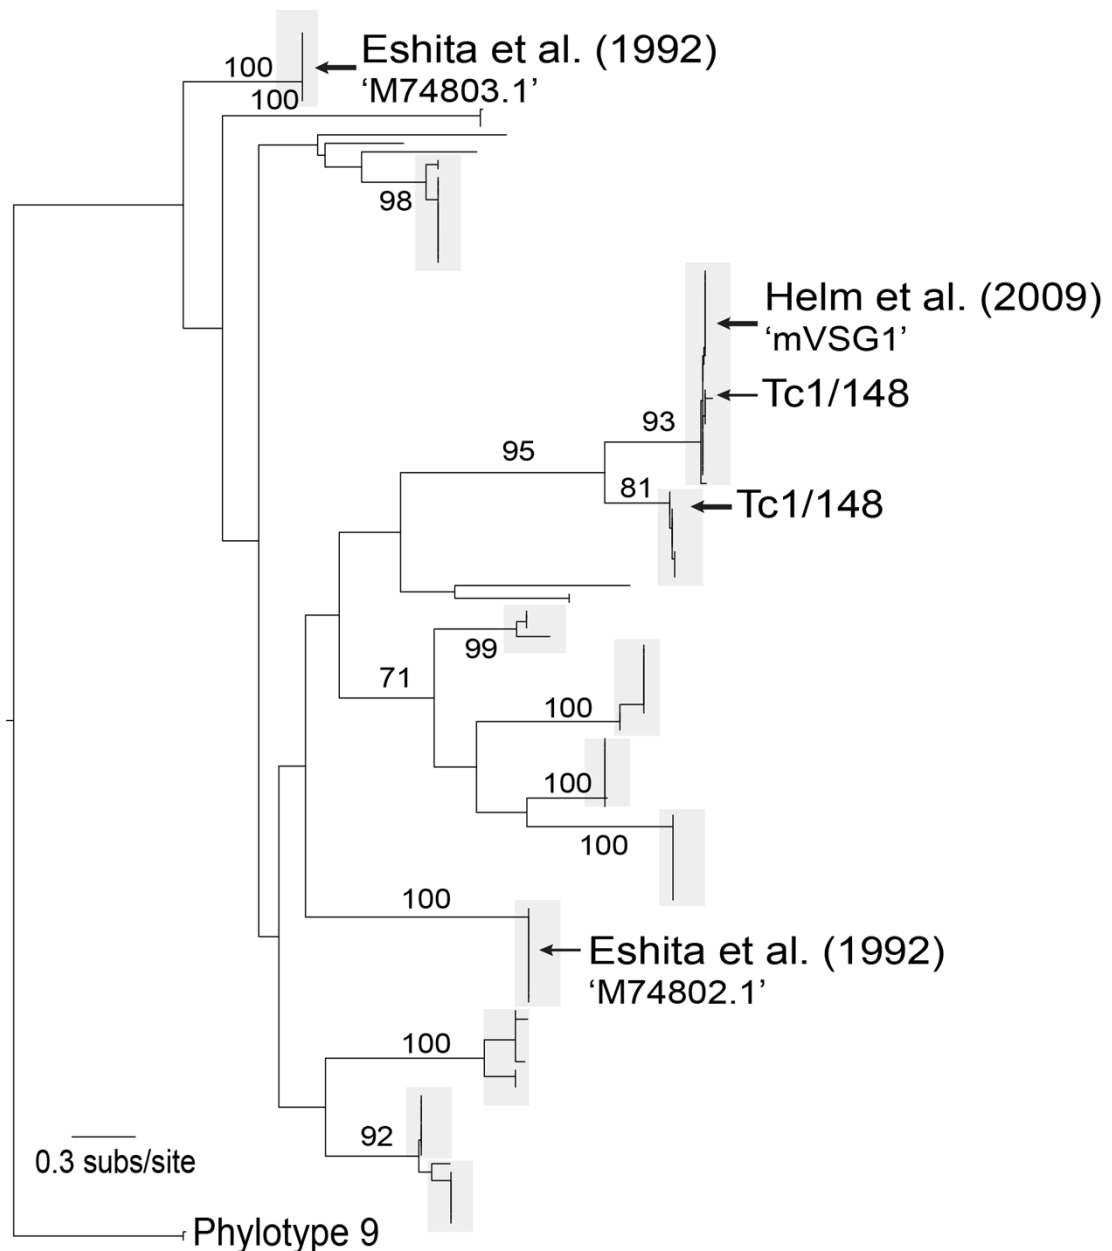 100
Eshita et al. (1992)
‘M74803.1’
100
98
Helm et al. (2009)
‘mVSG1’
Tc1/148
93
95
81
Tc1/148
99
71
100
100
100
100
Eshita et al. (1992)
‘M74802.1’
100
92
0.3 subs/site
Phylotype 9